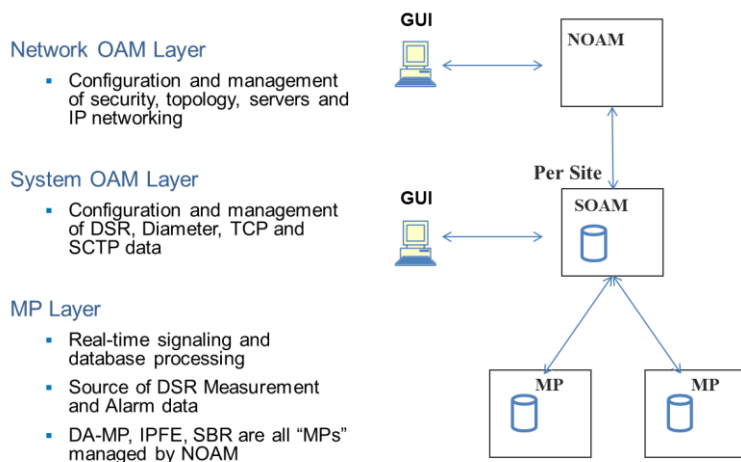 Network OAM Layer
▪ Configuration and management
of security, topology, servers and
IP networking
System OAM Layer
▪ Configuration and management
of DSR, Diameter, TCP and
SCTP data
MP Layer
▪ Real-time signaling and
database processing
▪ Source of DSR Measurement
and Alarm data
▪ DA-MP, IPFE, SBR are all “MPs”
managed by NOAM
GUI
NOAM
Per Site
GUI
SOAM
MP
MP